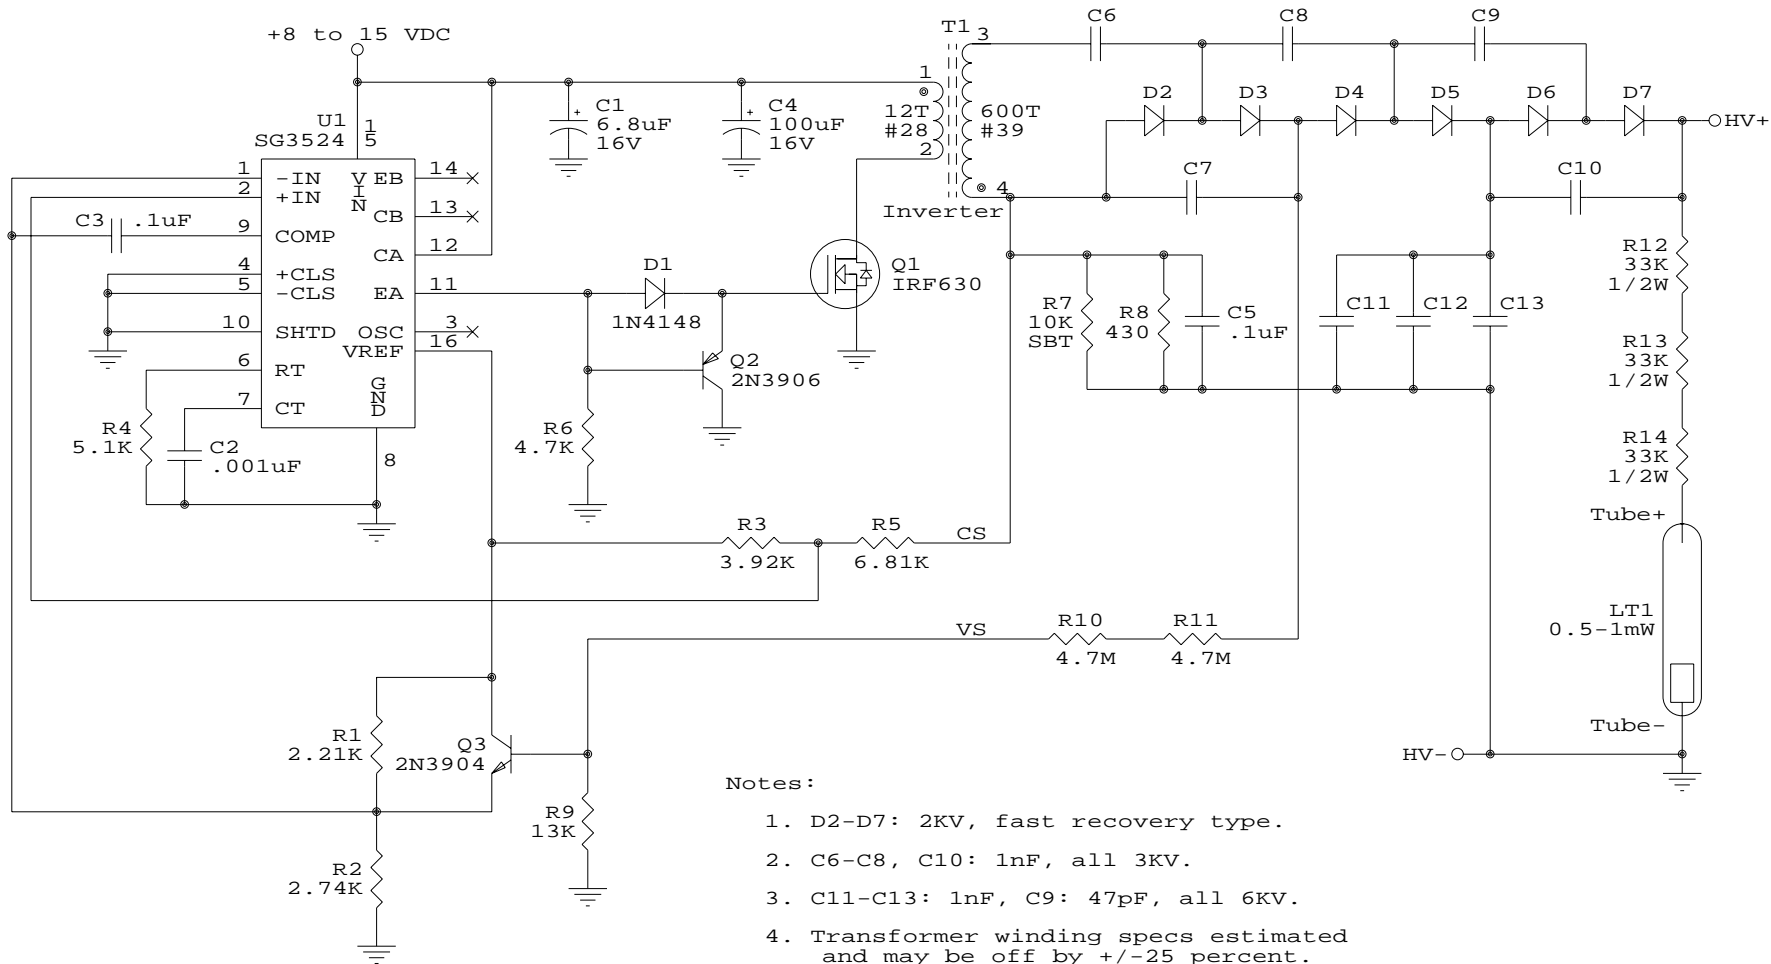 +8 to 15 VDC
T1
C6
C8
C9
3
1
12T
#28
2
600T
#39
4
Inverter
D2
D3
D4
D5
D6
D7
HV+
C7
C10
C1
6.8uF
16V
C4
100uF
16V
U1
SG3524
1
5
1
-IN
2
+IN
VIN
EB
14
CB
13
C3
.1uF
9
COMP
CA
12
4
+CLS
5
-CLS
EA
11
10
SHTD
OSC
3
VREF
16
6
RT
7
CT
GND
8
R4
5.1K
C2
.001uF
D1
1N4148
Q1
IRF630
Q2
2N3906
R6
4.7K
R7
10K
SBT
R8
430
C5
.1uF
C11
C12
C13
R12
33K
1/2W
R13
33K
1/2W
R14
33K
1/2W
Tube+
LT1
0.5-1mW
Tube-
HV-
R3
3.92K
R5
6.81K
CS
VS
R10
4.7M
R11
4.7M
R1
2.21K
Q3
2N3904
R9
13K
R2
2.74K
Notes:
1. D2-D7: 2KV, fast recovery type.
2. C6-C8, C10: 1nF, all 3KV.
3. C11-C13: 1nF, C9: 47pF, all 6KV.
4. Transformer winding specs estimated
and may be off by +/-25 percent.